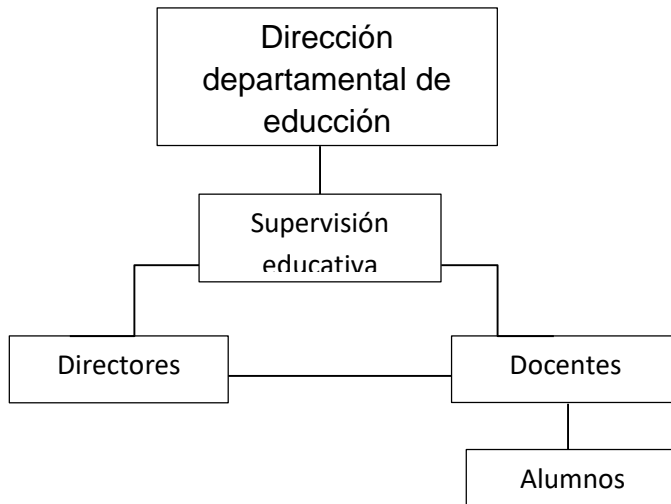 Dirección
departamental de
educción
Supervisión
educativa
Directores
Docentes
Alumnos